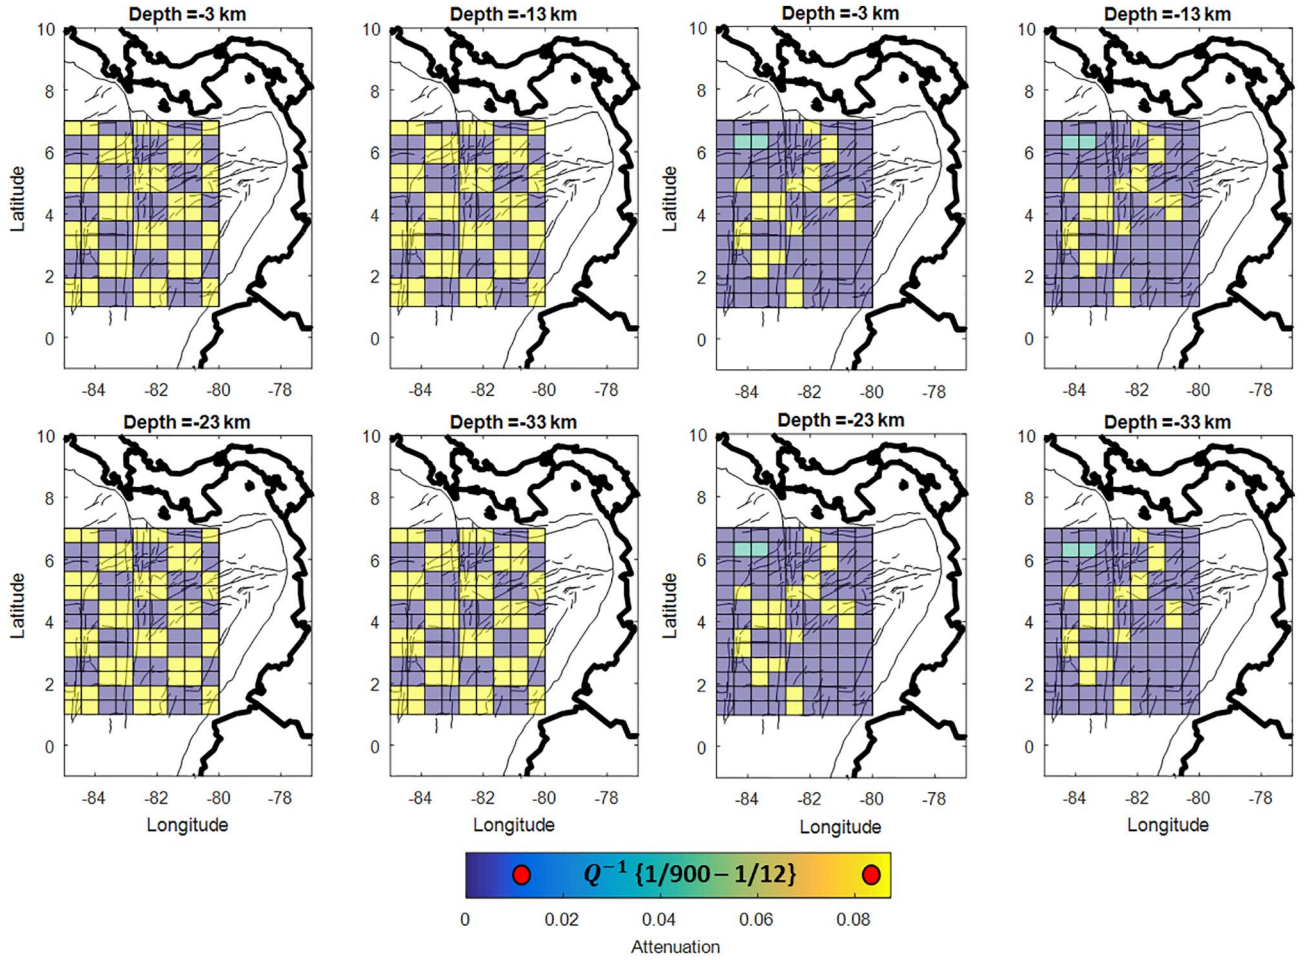 Depth =-3 km
Depth =-13 km
Depth =-3 km
Depth =-13 km
10
8
6
4
2
0
Latitude
-84 -82 -80 -78
10
8
6
4
2
0
-84 -82 -80 -78
10
8
6
4
2
0
Latitude
-84 -82 -80 -78
10
8
6
4
2
0
-84 -82 -80 -78
Depth =-23 km
Depth =-33 km
Depth =-23 km
Depth =-33 km
10
8
6
4
2
0
Latitude
-84 -82 -80 -78
Longitude
10
8
6
4
2
0
-84 -82 -80 -78
Longitude
10
8
6
4
2
0
Latitude
-84 -82 -80 -78
Longitude
10
8
6
4
2
0
-84 -82 -80 -78
Longitude
Q⁻¹ {1/900 – 1/12}
0 0.02 0.04 0.06 0.08
Attenuation